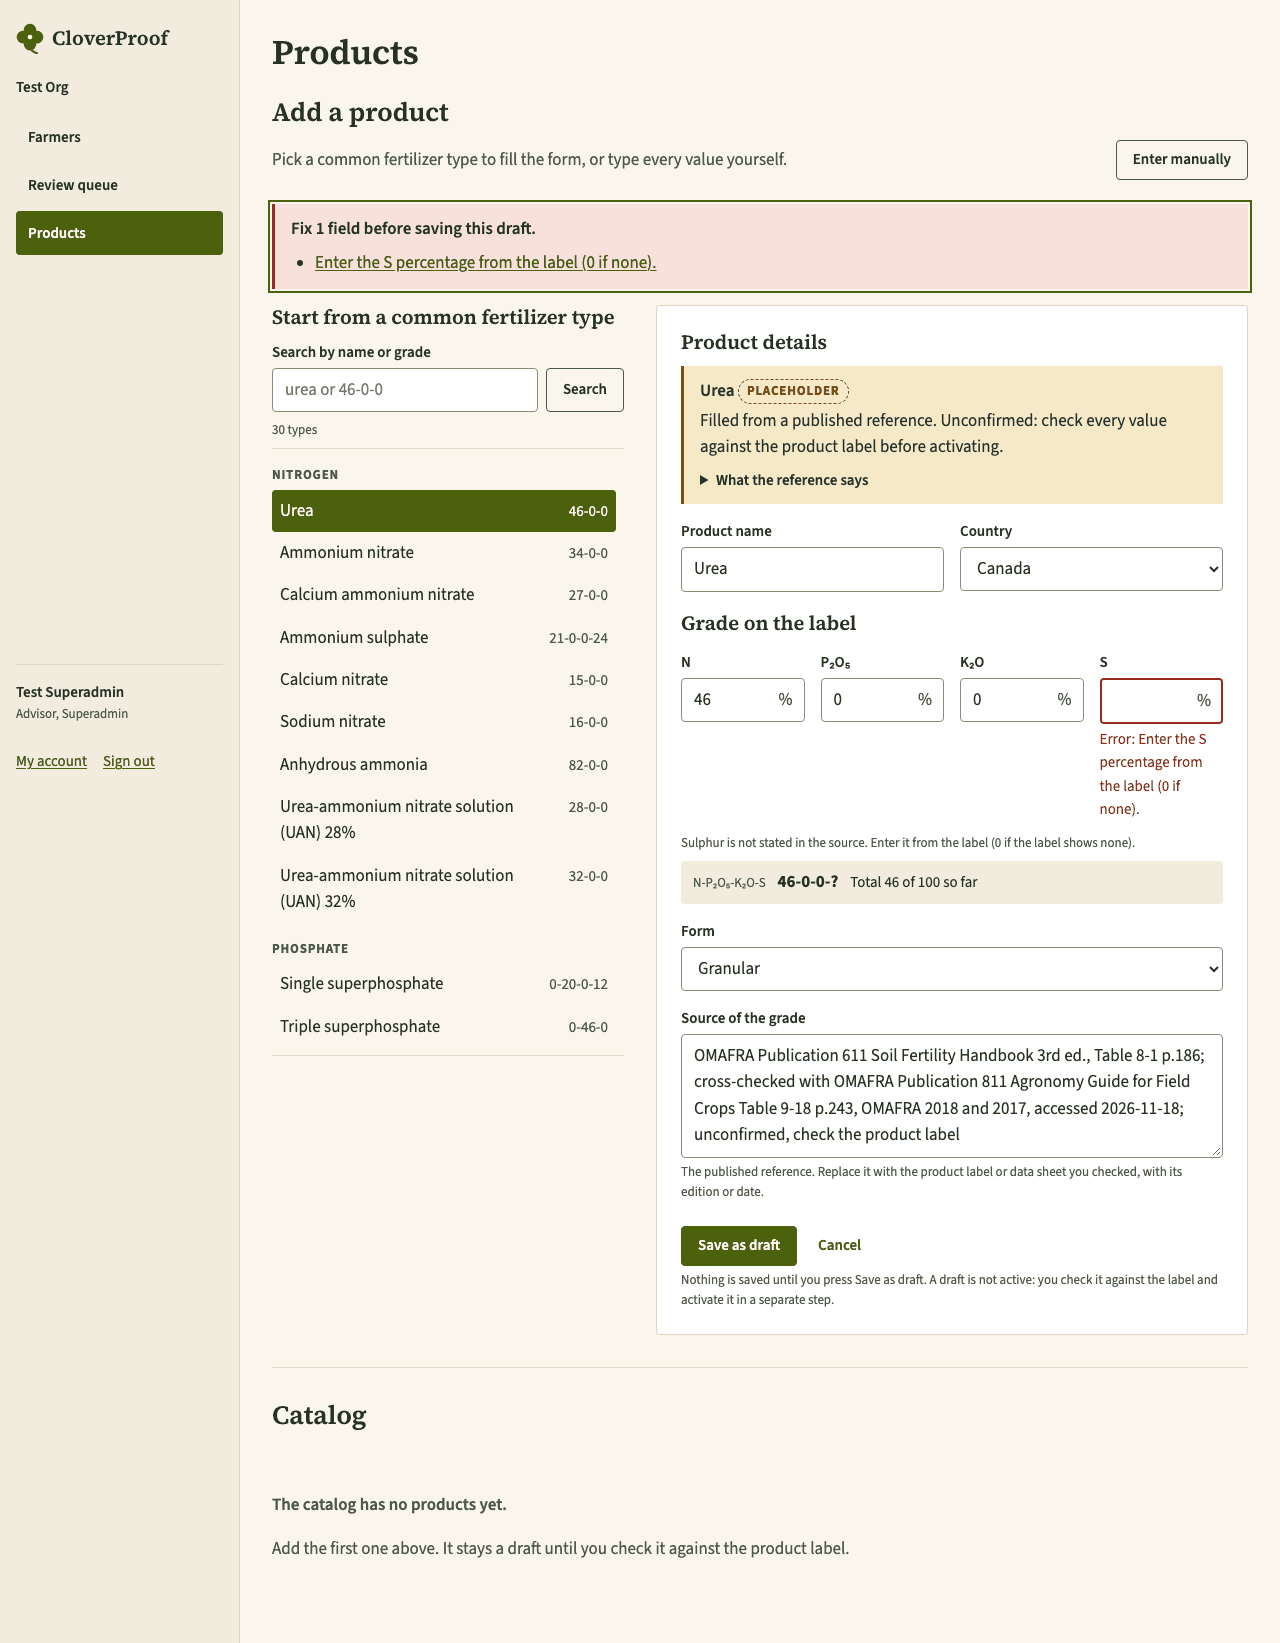 CloverProof
Test Org
Farmers
Review queue
Products
Test Superadmin
Advisor, Superadmin
My account Sign out
Products
Add a product
Pick a common fertilizer type to fill the form, or type every value yourself.
Enter manually
Fix 1 field before saving this draft.
• Enter the S percentage from the label (0 if none).
Start from a common fertilizer type
Search by name or grade
urea or 46-0-0
Search
30 types
NITROGEN
Urea 46-0-0
Ammonium nitrate 34-0-0
Calcium ammonium nitrate 27-0-0
Ammonium sulphate 21-0-0-24
Calcium nitrate 15-0-0
Sodium nitrate 16-0-0
Anhydrous ammonia 82-0-0
Urea-ammonium nitrate solution 28-0-0
(UAN) 28%
Urea-ammonium nitrate solution 32-0-0
(UAN) 32%
PHOSPHATE
Single superphosphate 0-20-0-12
Triple superphosphate 0-46-0
Product details
Urea PLACEHOLDER
Filled from a published reference. Unconfirmed: check every value
against the product label before activating.
What the reference says
Product name Country
Urea Canada
Grade on the label
N P₂O₅ K₂O S
46 % 0 % 0 % %
Error: Enter the S
percentage from
the label (0 if
none).
Sulphur is not stated in the source. Enter it from the label (0 if the label shows none).
N-P₂O₅-K₂O-S 46-0-0-? Total 46 of 100 so far
Form
Granular
Source of the grade
OMAFRA Publication 611 Soil Fertility Handbook 3rd ed., Table 8-1 p.186;
cross-checked with OMAFRA Publication 811 Agronomy Guide for Field
Crops Table 9-18 p.243, OMAFRA 2018 and 2017, accessed 2026-11-18;
unconfirmed, check the product label
The published reference. Replace it with the product label or data sheet you checked, with its
edition or date.
Save as draft Cancel
Nothing is saved until you press Save as draft. A draft is not active: you check it against the label and
activate it in a separate step.
Catalog
The catalog has no products yet.
Add the first one above. It stays a draft until you check it against the product label.